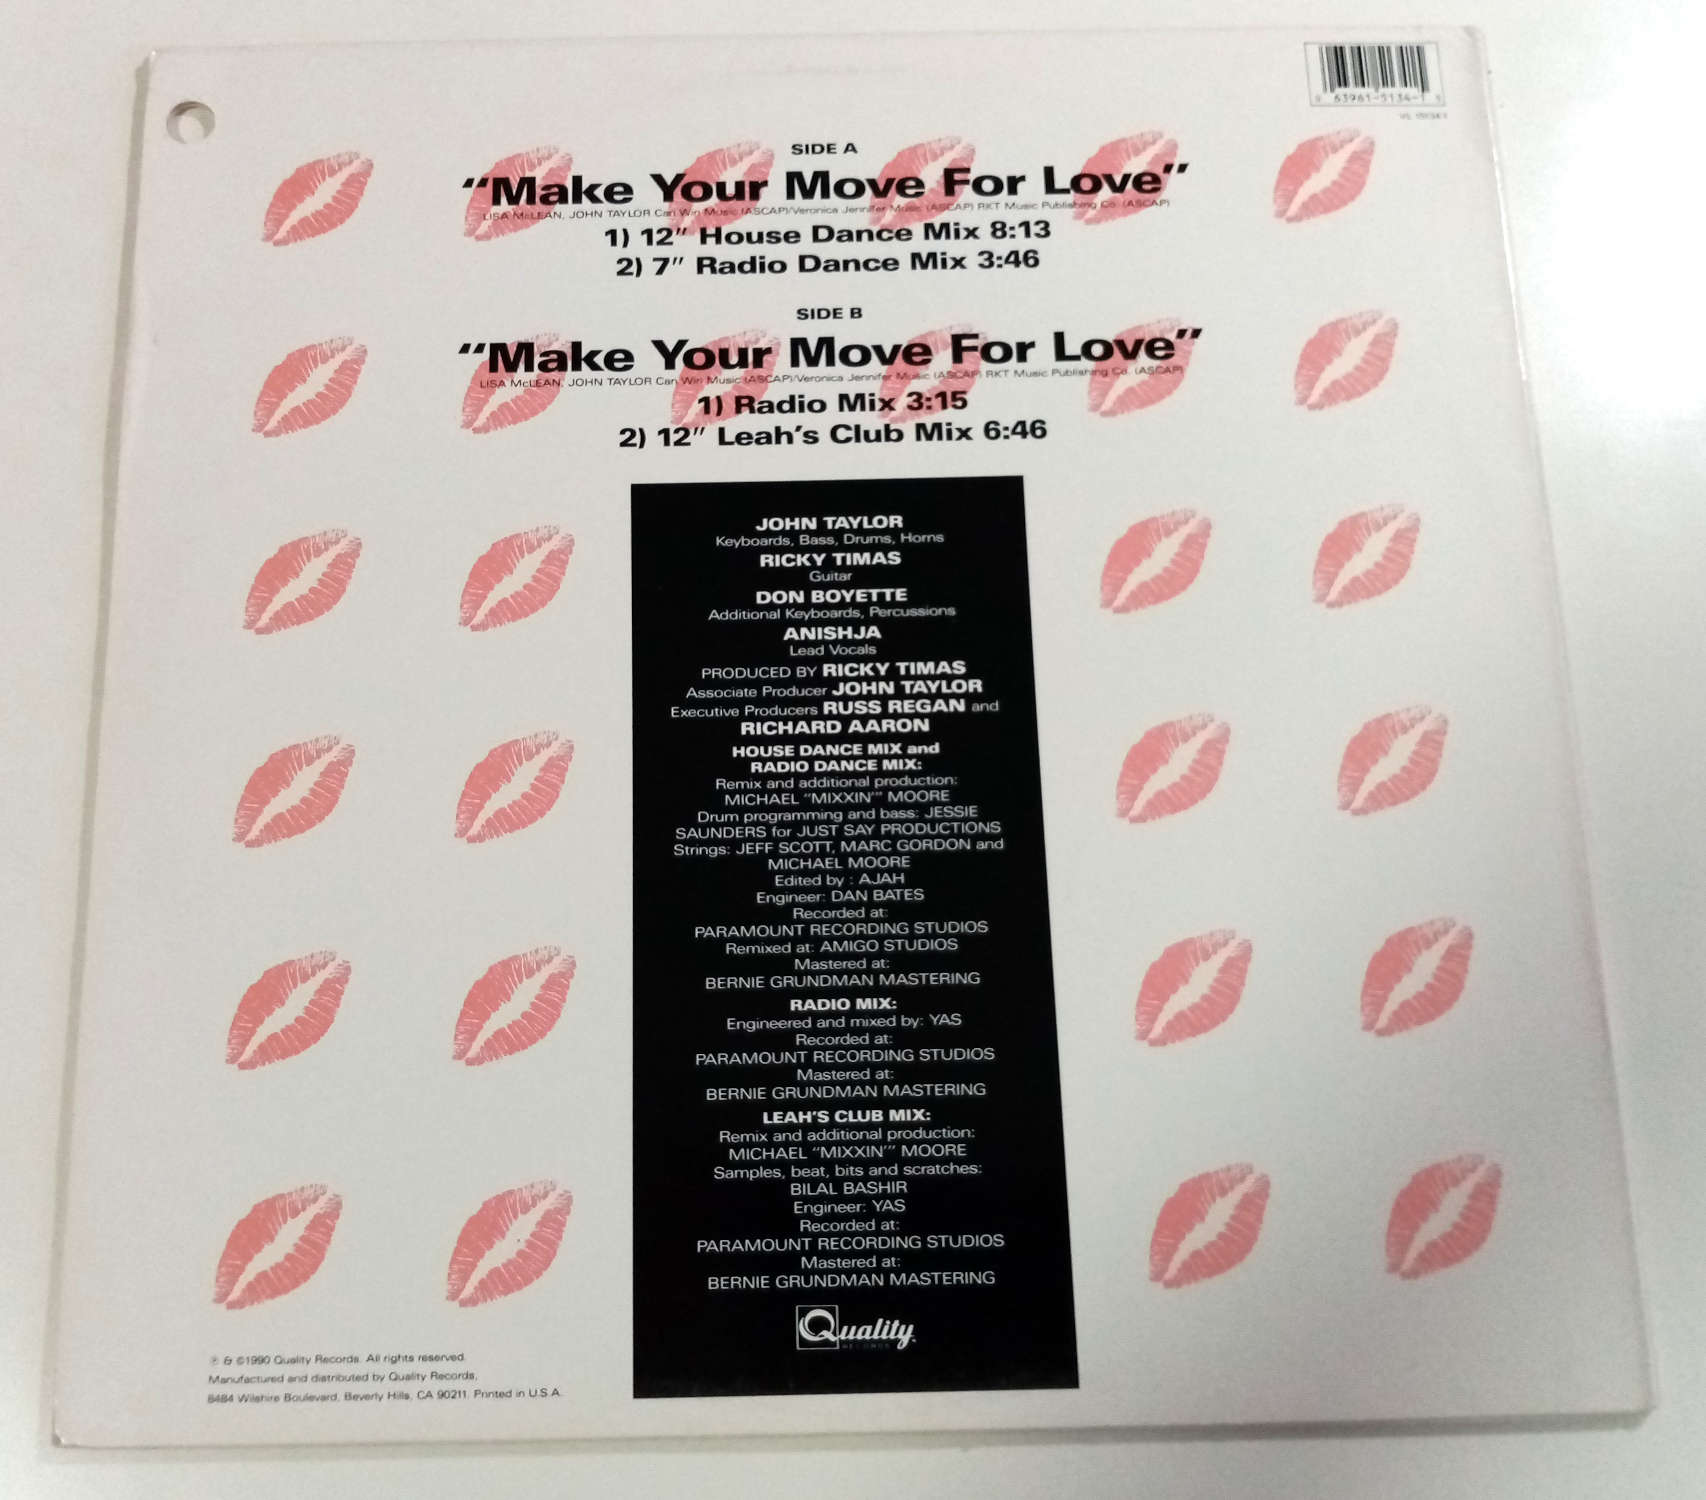 63961-5134-1
SIDE A
“Make Your Move For Love”
LISA McLEAN, JOHN TAYLOR Can Win Music (ASCAP)/Veronica Jennifer Music (ASCAP) RKT Music Publishing Co. (ASCAP)
1) 12” House Dance Mix 8:13
2) 7” Radio Dance Mix 3:46
SIDE B
“Make Your Move For Love”
LISA McLEAN, JOHN TAYLOR Can Win Music (ASCAP)/Veronica Jennifer Music (ASCAP) RKT Music Publishing Co. (ASCAP)
1) Radio Mix 3:15
2) 12” Leah's Club Mix 6:46
JOHN TAYLOR
Keyboards, Bass, Drums, Horns
RICKY TIMAS
Guitar
DON BOYETTE
Additional Keyboards, Percussions
ANISHJA
Lead Vocals
PRODUCED BY RICKY TIMAS
Associate Producer JOHN TAYLOR
Executive Producers RUSS REGAN and
RICHARD AARON
HOUSE DANCE MIX and
RADIO DANCE MIX:
Remix and additional production:
MICHAEL “MIXXIN'” MOORE
Drum programming and bass: JESSIE
SAUNDERS for JUST SAY PRODUCTIONS
Strings: JEFF SCOTT, MARC GORDON and
MICHAEL MOORE
Edited by : AJAH
Engineer: DAN BATES
Recorded at:
PARAMOUNT RECORDING STUDIOS
Remixed at: AMIGO STUDIOS
Mastered at:
BERNIE GRUNDMAN MASTERING
RADIO MIX:
Engineered and mixed by: YAS
Recorded at:
PARAMOUNT RECORDING STUDIOS
Mastered at:
BERNIE GRUNDMAN MASTERING
LEAH'S CLUB MIX:
Remix and additional production:
MICHAEL “MIXXIN'” MOORE
Samples, beat, bits and scratches:
BILAL BASHIR
Engineer: YAS
Recorded at:
PARAMOUNT RECORDING STUDIOS
Mastered at:
BERNIE GRUNDMAN MASTERING
Quality
RECORDS
℗ & ©1990 Quality Records. All rights reserved.
Manufactured and distributed by Quality Records,
8484 Wilshire Boulevard, Beverly Hills, CA 90211. Printed in U.S.A.